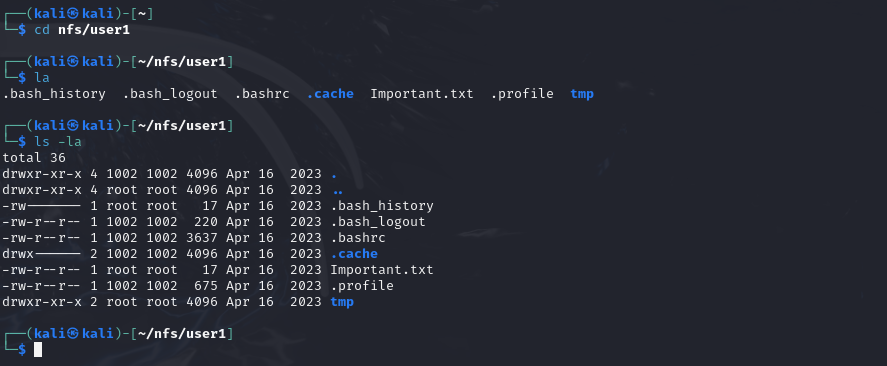 ┌──(kali㉿kali)-[~]
└─$ cd nfs/user1
┌──(kali㉿kali)-[~/nfs/user1]
└─$ la
.bash_history  .bash_logout  .bashrc  .cache  Important.txt  .profile  tmp
┌──(kali㉿kali)-[~/nfs/user1]
└─$ ls -la
total 36
drwxr-xr-x 4 1002 1002 4096 Apr 16  2023 .
drwxr-xr-x 4 root root 4096 Apr 16  2023 ..
-rw------- 1 root root   17 Apr 16  2023 .bash_history
-rw-r--r-- 1 1002 1002  220 Apr 16  2023 .bash_logout
-rw-r--r-- 1 1002 1002 3637 Apr 16  2023 .bashrc
drwx------ 2 1002 1002 4096 Apr 16  2023 .cache
-rw-r--r-- 1 root root   17 Apr 16  2023 Important.txt
-rw-r--r-- 1 1002 1002  675 Apr 16  2023 .profile
drwxr-xr-x 2 root root 4096 Apr 16  2023 tmp
┌──(kali㉿kali)-[~/nfs/user1]
└─$